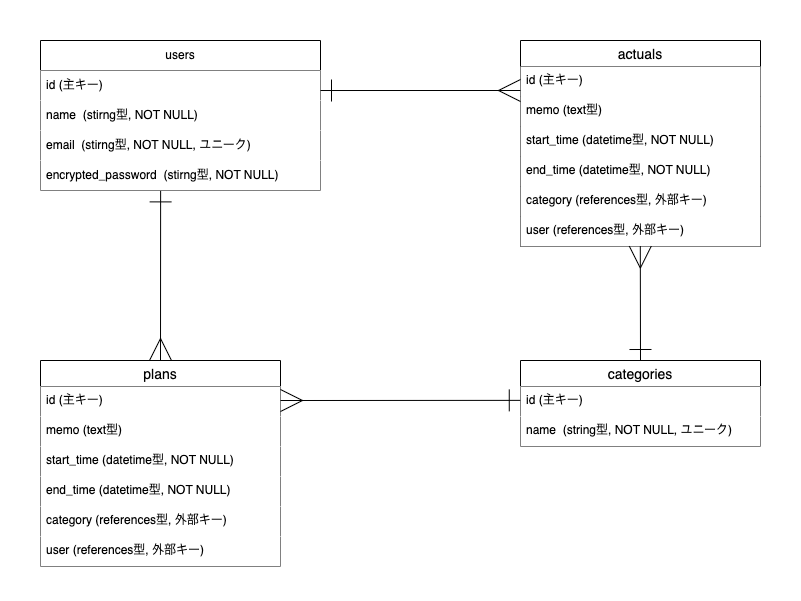 users
id (主キー)
name  (stirng型, NOT NULL)
email  (stirng型, NOT NULL, ユニーク)
encrypted_password  (stirng型, NOT NULL)
actuals
id (主キー)
memo (text型)
start_time (datetime型, NOT NULL)
end_time (datetime型, NOT NULL)
category (references型, 外部キー)
user (references型, 外部キー)
plans
id (主キー)
memo (text型)
start_time (datetime型, NOT NULL)
end_time (datetime型, NOT NULL)
category (references型, 外部キー)
user (references型, 外部キー)
categories
id (主キー)
name  (string型, NOT NULL, ユニーク)